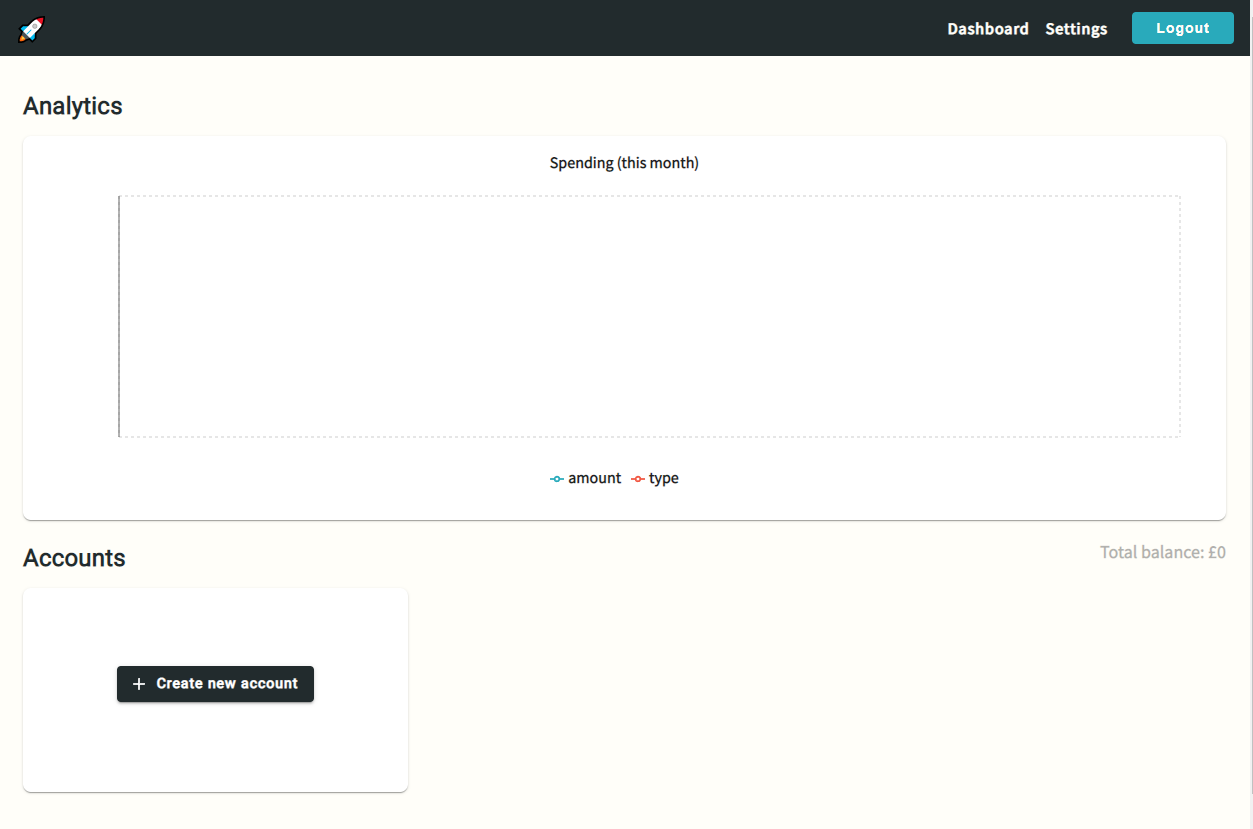 Dashboard Settings Logout
Analytics
Spending (this month)
amount type
Accounts
Total balance: £0
Create new account